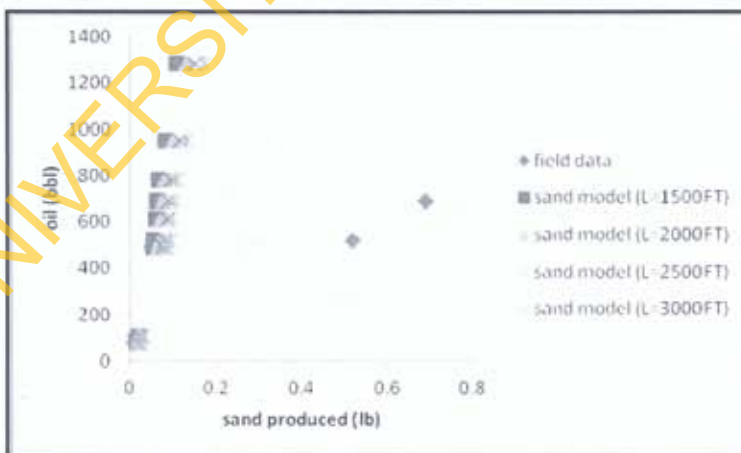 UNIVERSIT
1400
1200
1000
800
600
400
200
0
oil (bbl)
0 0.2 0.4 0.6 0.8
sand produced (lb)
field data
sand model (L=1500FT)
sand model (L=2000FT)
sand model (L=2500FT)
sand model (L=3000FT)